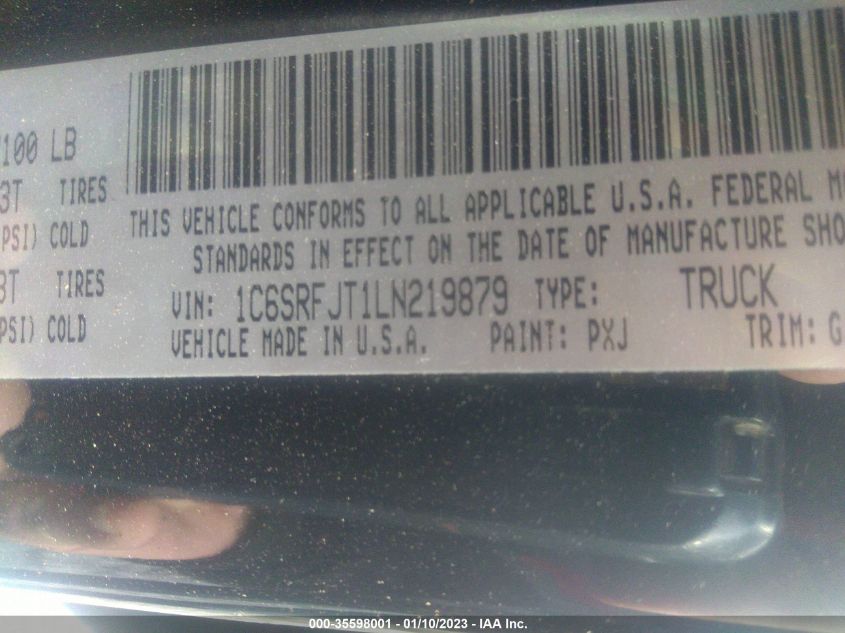 100 LB
3T TIRES
PSI) COLD
3T TIRES
PSI) COLD
THIS VEHICLE CONFORMS TO ALL APPLICABLE U.S.A. FEDERAL MO
STANDARDS IN EFFECT ON THE DATE OF MANUFACTURE SHO
VIN: 1C6SRFJT1LN219879 TYPE: TRUCK
VEHICLE MADE IN U.S.A. PAINT: PXJ TRIM: G
000-35598001 - 01/10/2023 - IAA Inc.